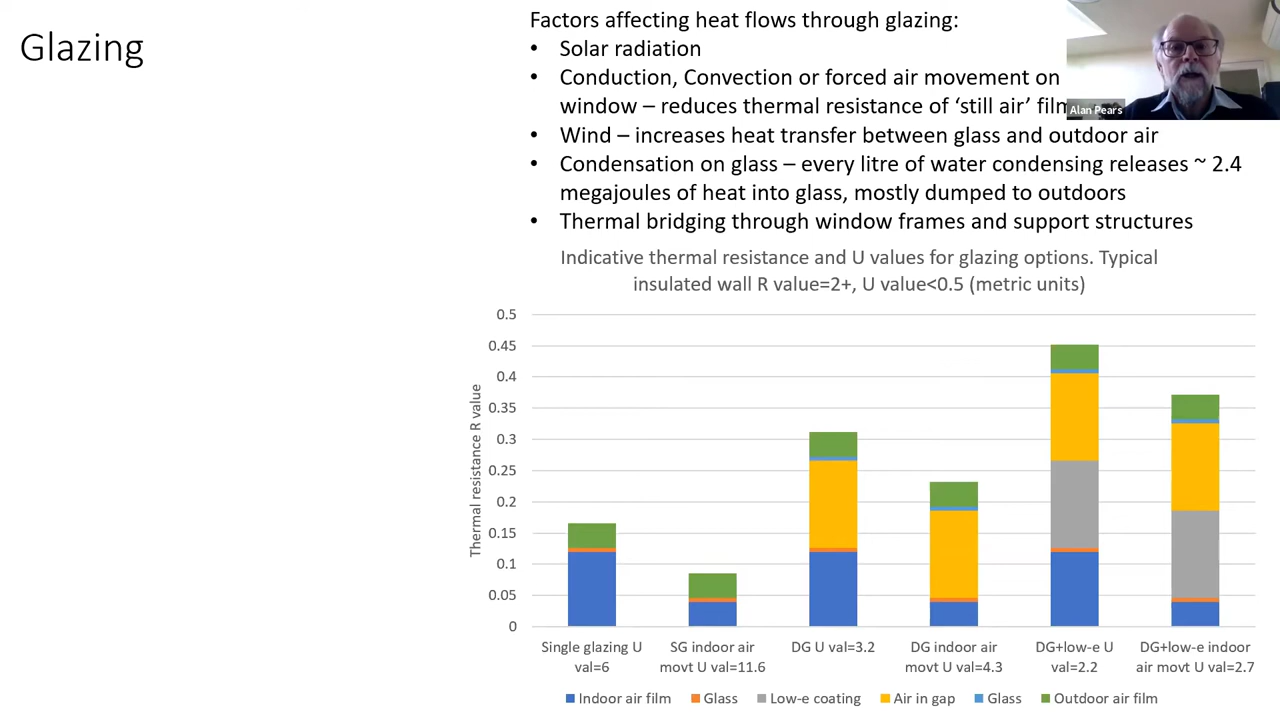 Glazing
Factors affecting heat flows through glazing:
• Solar radiation
• Conduction, Convection or forced air movement on
window – reduces thermal resistance of ‘still air’ film
Alan Pears
• Wind – increases heat transfer between glass and outdoor air
• Condensation on glass – every litre of water condensing releases ~ 2.4
megajoules of heat into glass, mostly dumped to outdoors
• Thermal bridging through window frames and support structures
Indicative thermal resistance and U values for glazing options. Typical
insulated wall R value=2+, U value<0.5 (metric units)
Thermal resistance R value
0.5
0.45
0.4
0.35
0.3
0.25
0.2
0.15
0.1
0.05
0
Single glazing U
val=6
SG indoor air
movt U val=11.6
DG U val=3.2
DG indoor air
movt U val=4.3
DG+low-e U
val=2.2
DG+low-e indoor
air movt U val=2.7
Indoor air film
Glass
Low-e coating
Air in gap
Glass
Outdoor air film